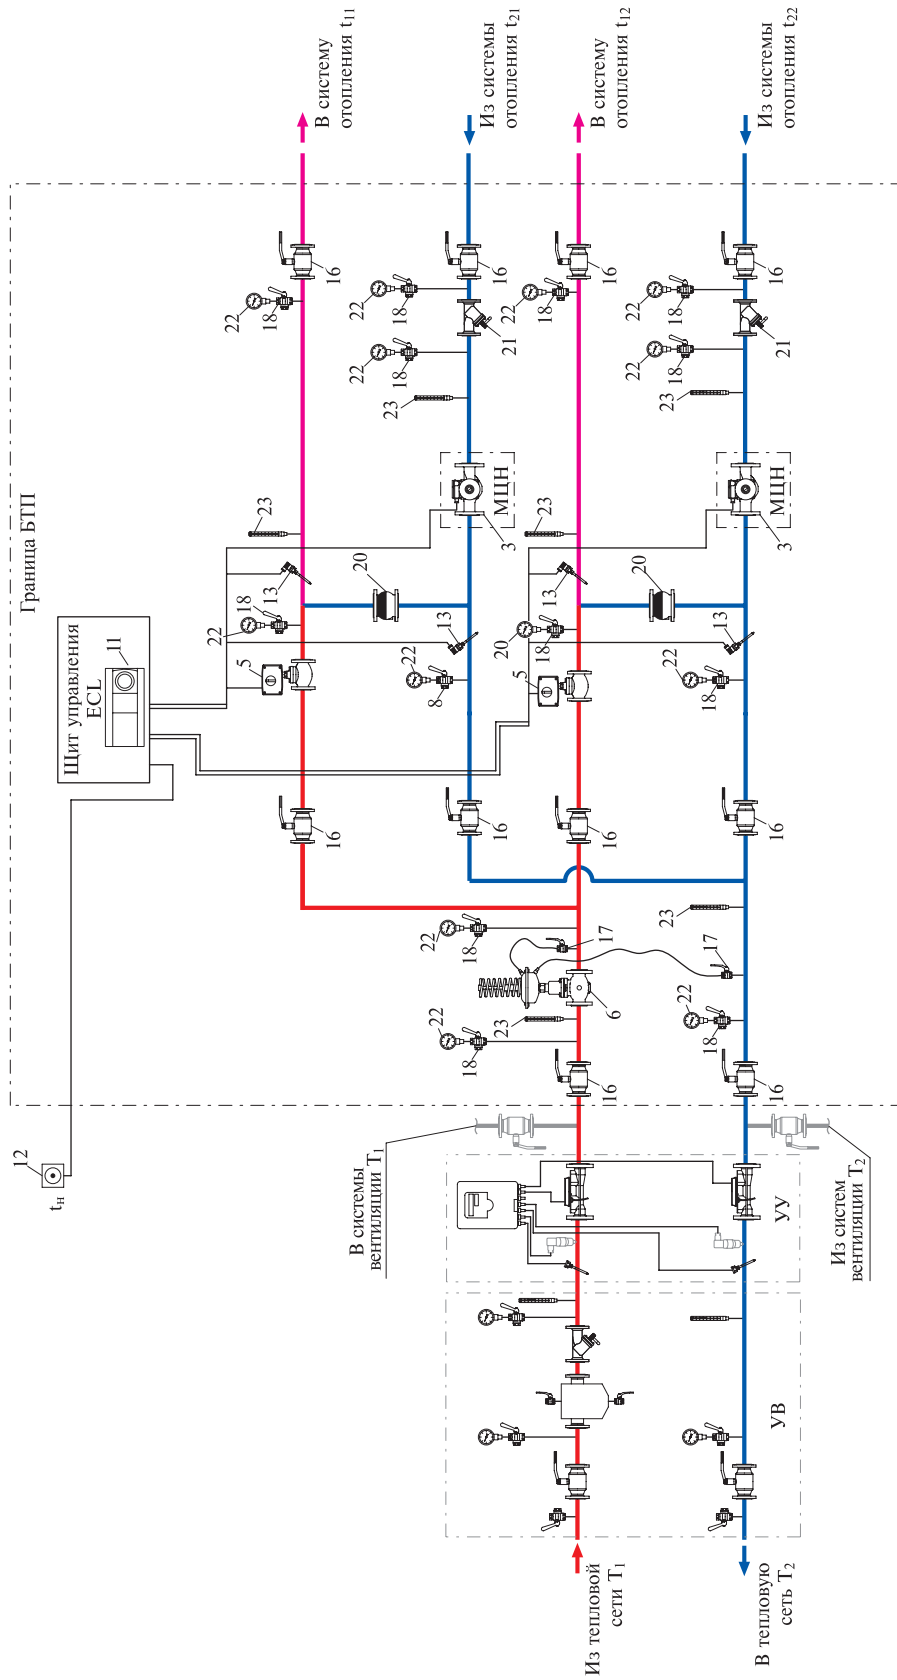 Граница БТП
12
tн
Щит управления
ECL
11
13
22
18
5
23
22
18
16
16
В систему
отопления t11
20
22
8
13
23
22
18
22
18
МЦН
3
16
16
21
Из системы
отопления t21
В системы
вентиляции T1
22
18
22
18
23
20
18
5
13
23
22
18
16
6
17
16
16
В систему
отопления t12
Из тепловой
сети T1
20
22
18
13
23
22
18
22
18
22
18
17
23
МЦН
3
16
16
16
21
Из системы
отопления t22
УВ
УУ
В тепловую
сеть T2
Из систем
вентиляции T2